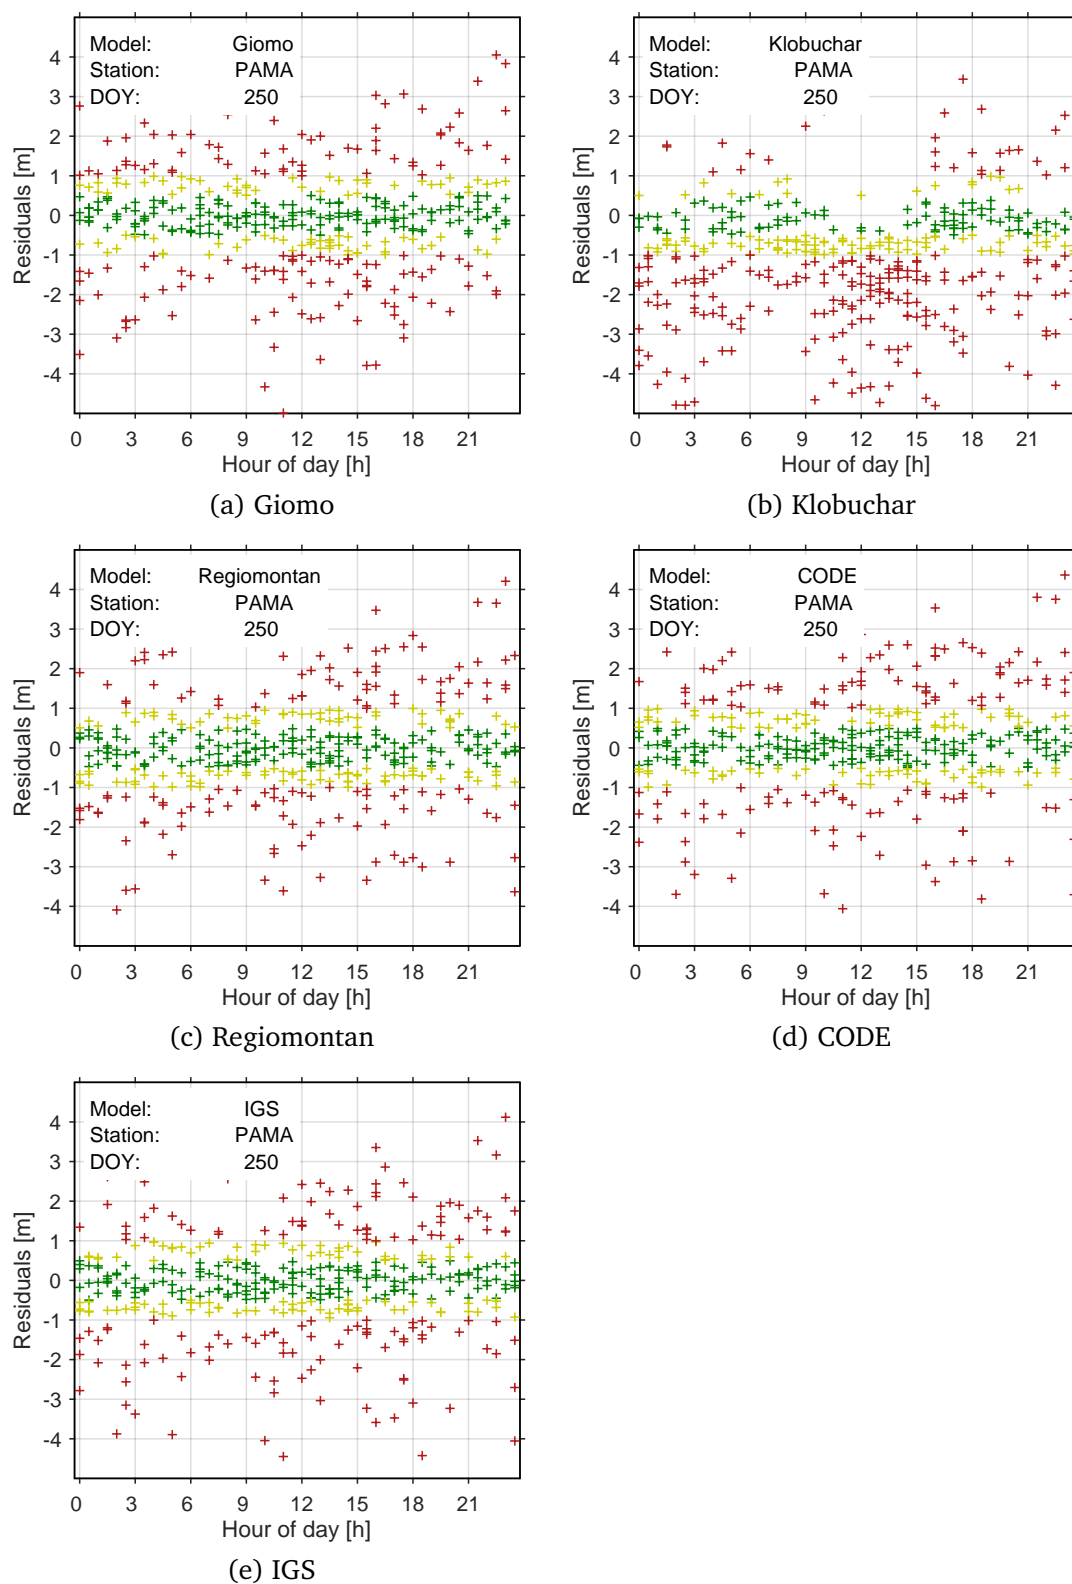 Model: Giomo
Station: PAMA
DOY: 250
4
3
2
1
0
-1
-2
-3
-4
Residuals [m]
0 3 6 9 12 15 18 21
Hour of day [h]
(a) Giomo
Model: Klobuchar
Station: PAMA
DOY: 250
4
3
2
1
0
-1
-2
-3
-4
Residuals [m]
0 3 6 9 12 15 18 21
Hour of day [h]
(b) Klobuchar
Model: Regiomontan
Station: PAMA
DOY: 250
4
3
2
1
0
-1
-2
-3
-4
Residuals [m]
0 3 6 9 12 15 18 21
Hour of day [h]
(c) Regiomontan
Model: CODE
Station: PAMA
DOY: 250
4
3
2
1
0
-1
-2
-3
-4
Residuals [m]
0 3 6 9 12 15 18 21
Hour of day [h]
(d) CODE
Model: IGS
Station: PAMA
DOY: 250
4
3
2
1
0
-1
-2
-3
-4
Residuals [m]
0 3 6 9 12 15 18 21
Hour of day [h]
(e) IGS